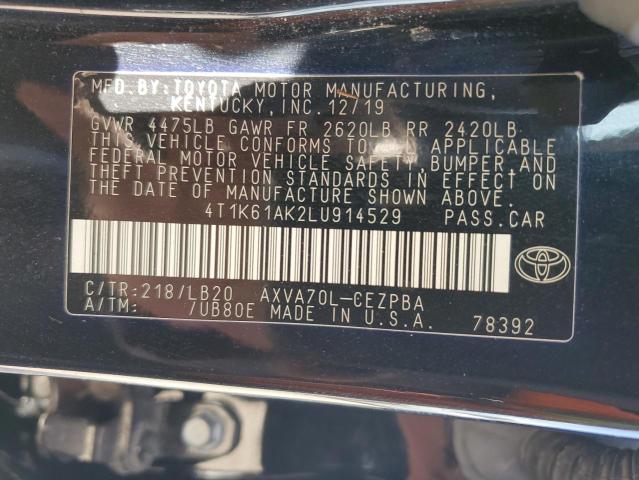 MFD. BY: TOYOTA MOTOR MANUFACTURING,
KENTUCKY, INC. 12/19
GVWR 4475LB GAWR FR 2620LB RR 2420LB
THIS VEHICLE CONFORMS TO ALL APPLICABLE
FEDERAL MOTOR VEHICLE SAFETY BUMPER AND
THEFT PREVENTION STANDARDS IN EFFECT ON
THE DATE OF MANUFACTURE SHOWN ABOVE.
4T1K61AK2LU914529 PASS.CAR
C/TR:218/LB20 AXVA70L-CEZPBA
A/TM: /UB80E MADE IN U.S.A. 78392